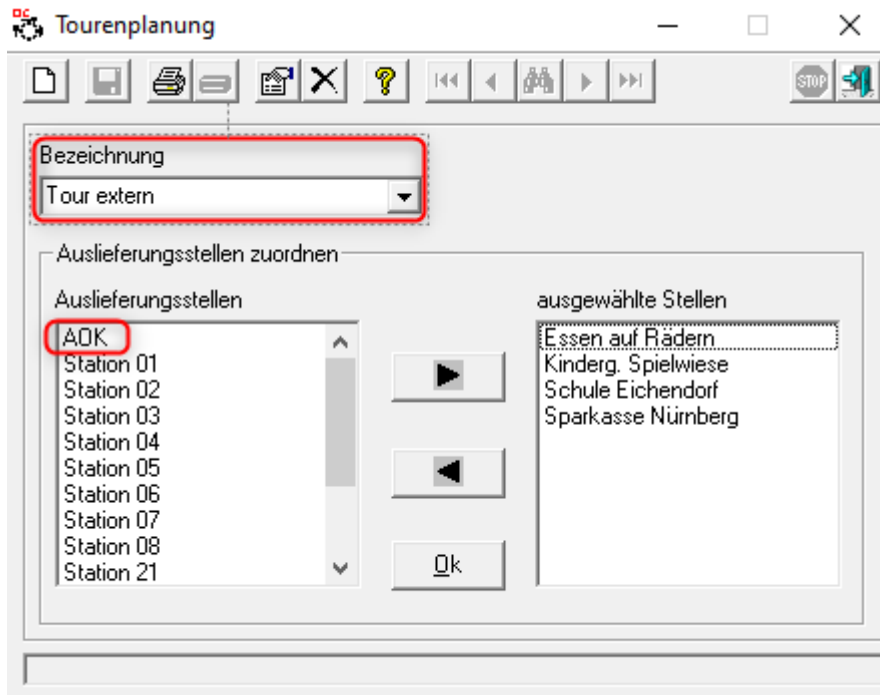 Tourenplanung
STOP
Bezeichnung
Tour extern
Auslieferungsstellen zuordnen
Auslieferungsstellen
AOK
Station 01
Station 02
Station 03
Station 04
Station 05
Station 06
Station 07
Station 08
Station 21
Ok
ausgewählte Stellen
Essen auf Rädern
Kinderg. Spielwiese
Schule Eichendorf
Sparkasse Nürnberg